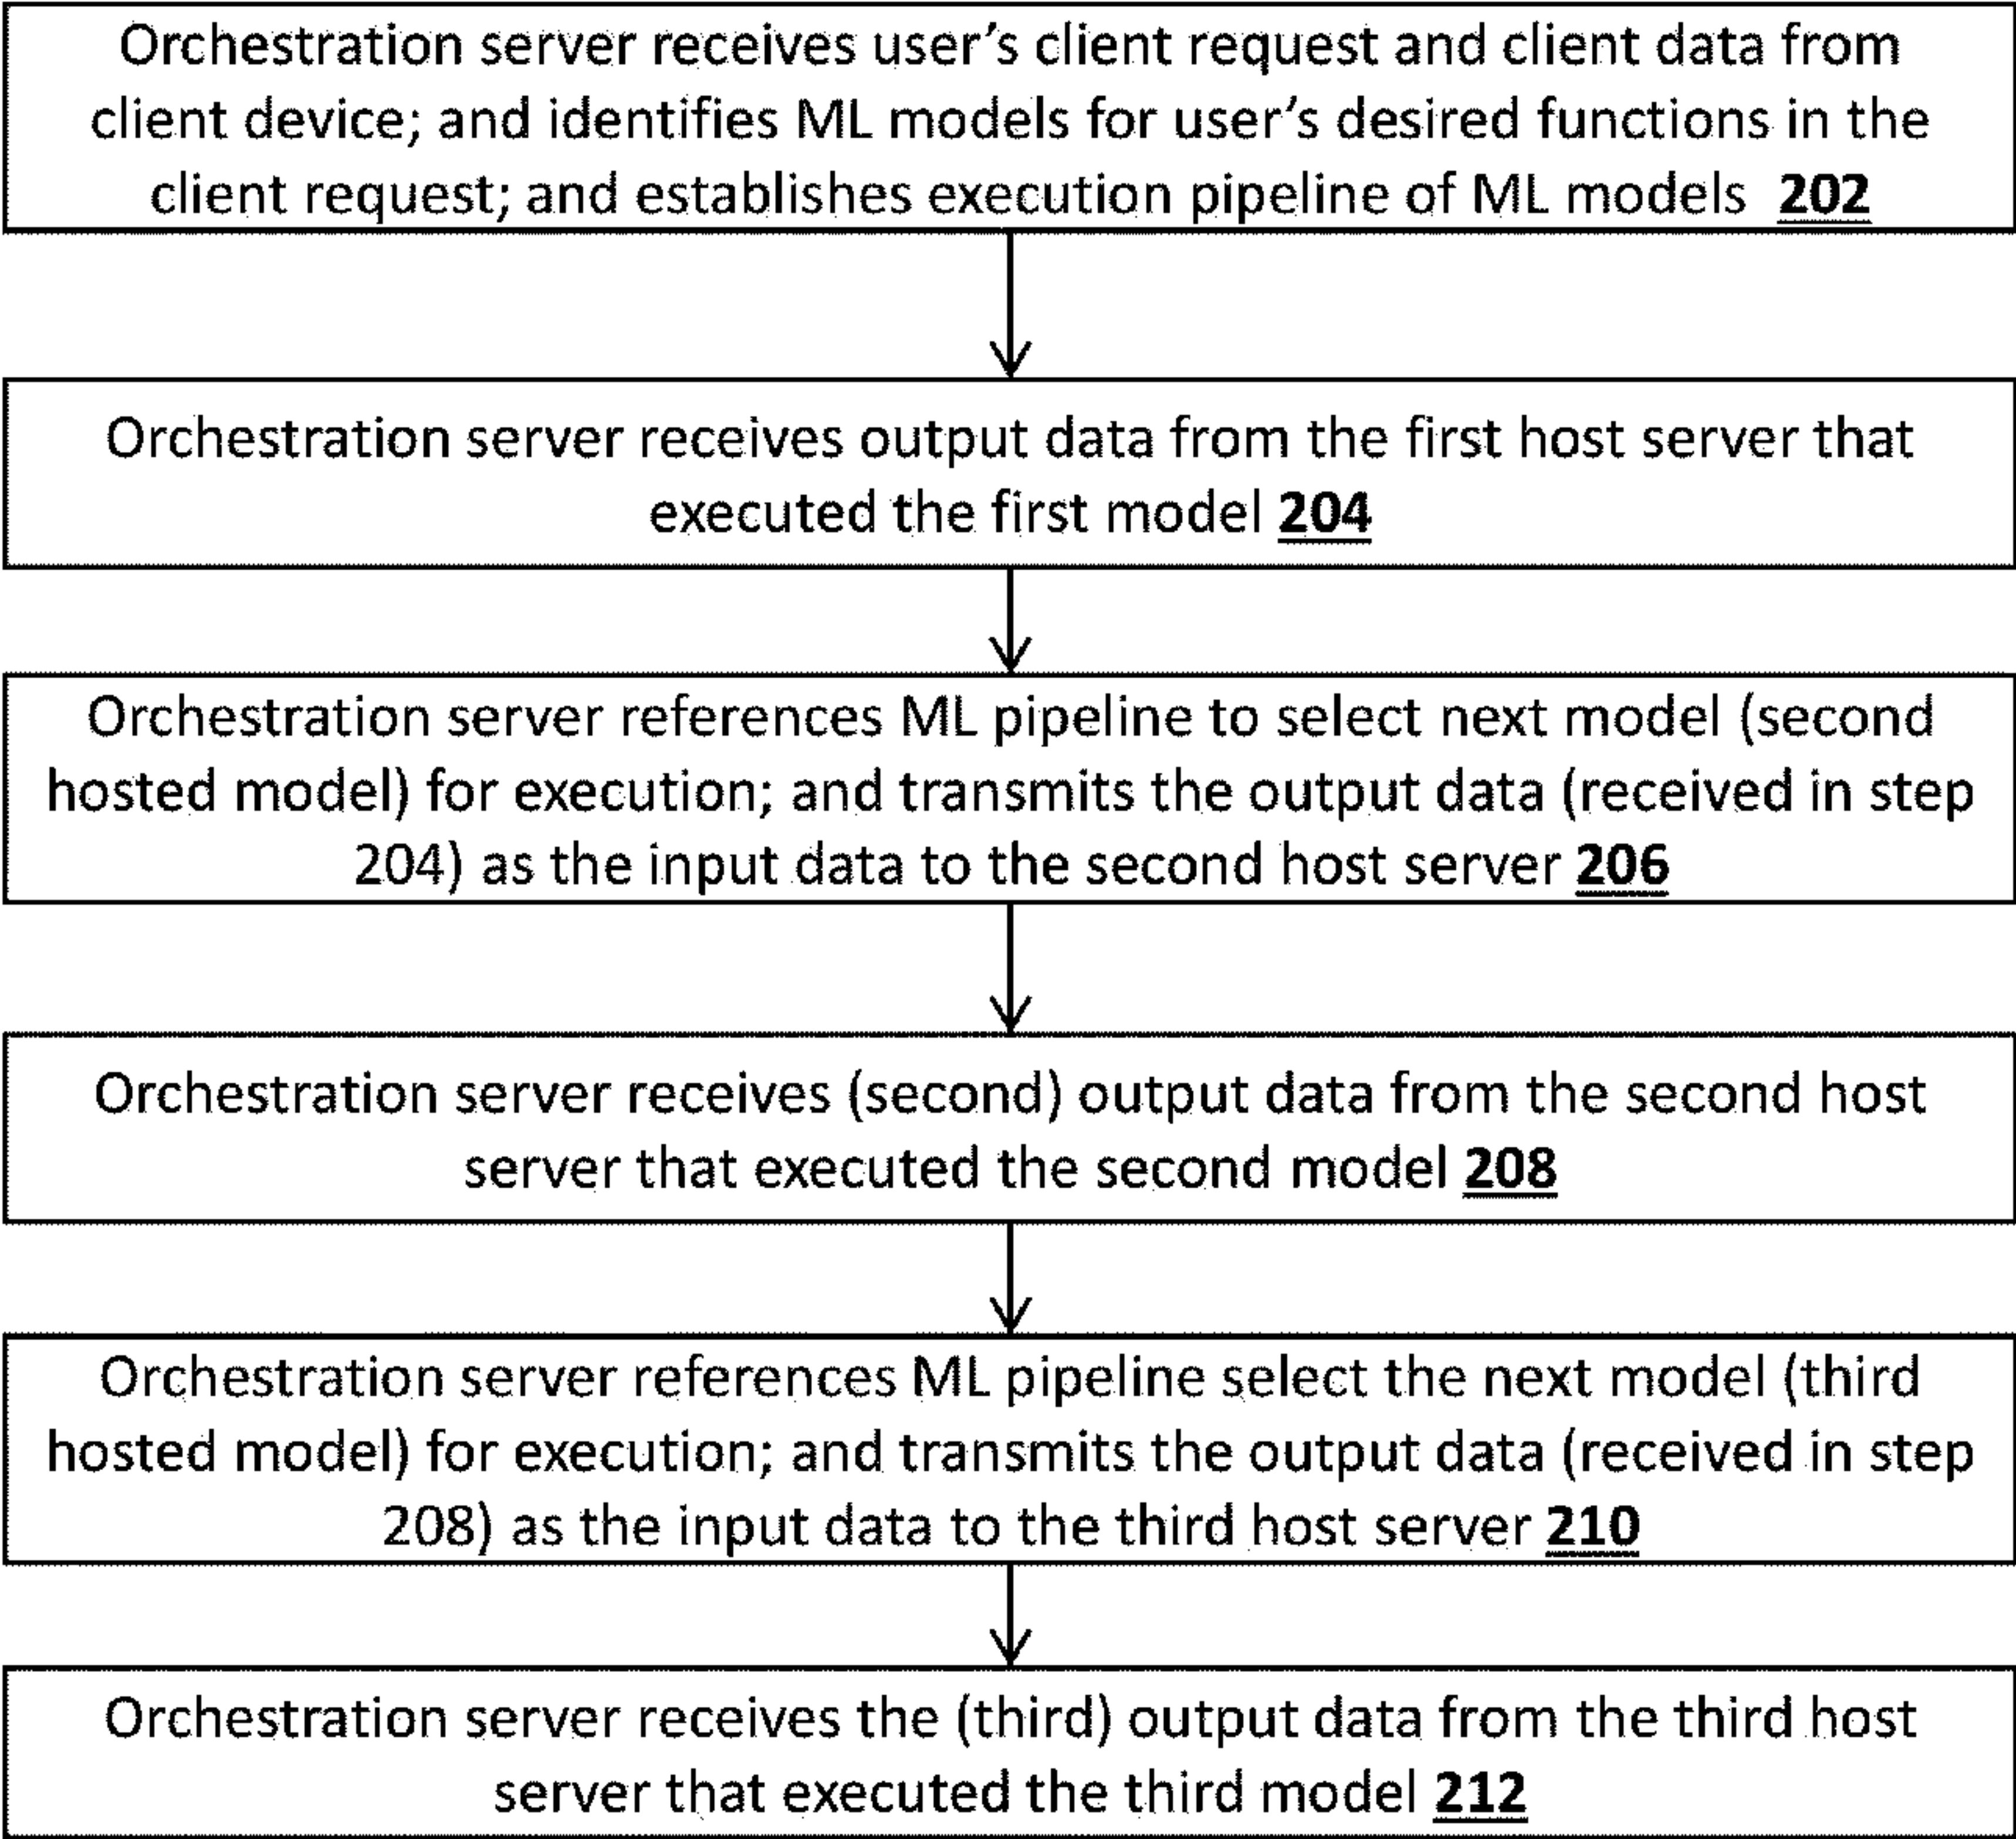 Orchestration server receives user's client request and client data from
client device; and identifies ML models for user's desired functions in the
client request; and establishes execution pipeline of ML models 202
Orchestration server receives output data from the first host server that
executed the first model 204
Orchestration server references ML pipeline to select next model (second
hosted model) for execution; and transmits the output data (received in step
204) as the input data to the second host server 206
Orchestration server receives (second) output data from the second host
server that executed the second model 208
Orchestration server references ML pipeline select the next model (third
hosted model) for execution; and transmits the output data (received in step
208) as the input data to the third host server 210
Orchestration server receives the (third) output data from the third host
server that executed the third model 212